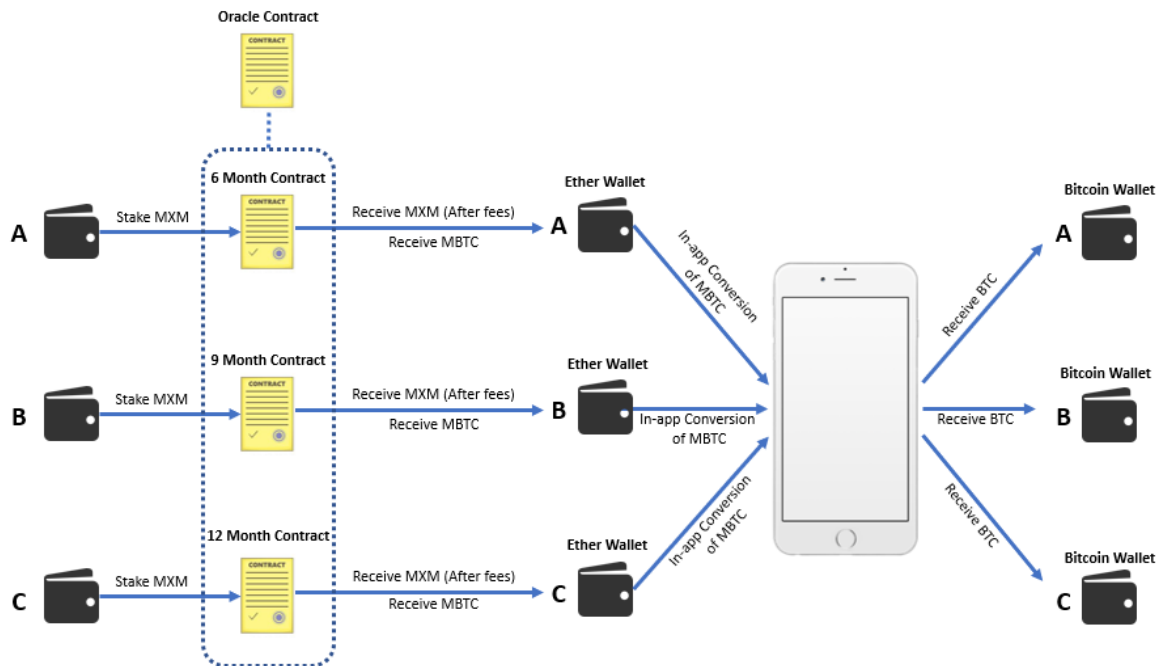 Oracle Contract
CONTRACT
6 Month Contract
Ether Wallet
Bitcoin Wallet
A
Stake MXM
CONTRACT
Receive MXM (After fees)
Receive MBTC
A
In-app Conversion
of MBTC
Receive BTC
A
9 Month Contract
Ether Wallet
Bitcoin Wallet
B
Stake MXM
CONTRACT
Receive MXM (After fees)
Receive MBTC
B
In-app Conversion
of MBTC
Receive BTC
B
12 Month Contract
Ether Wallet
Bitcoin Wallet
C
Stake MXM
CONTRACT
Receive MXM (After fees)
Receive MBTC
C
In-app Conversion
of MBTC
Receive BTC
C